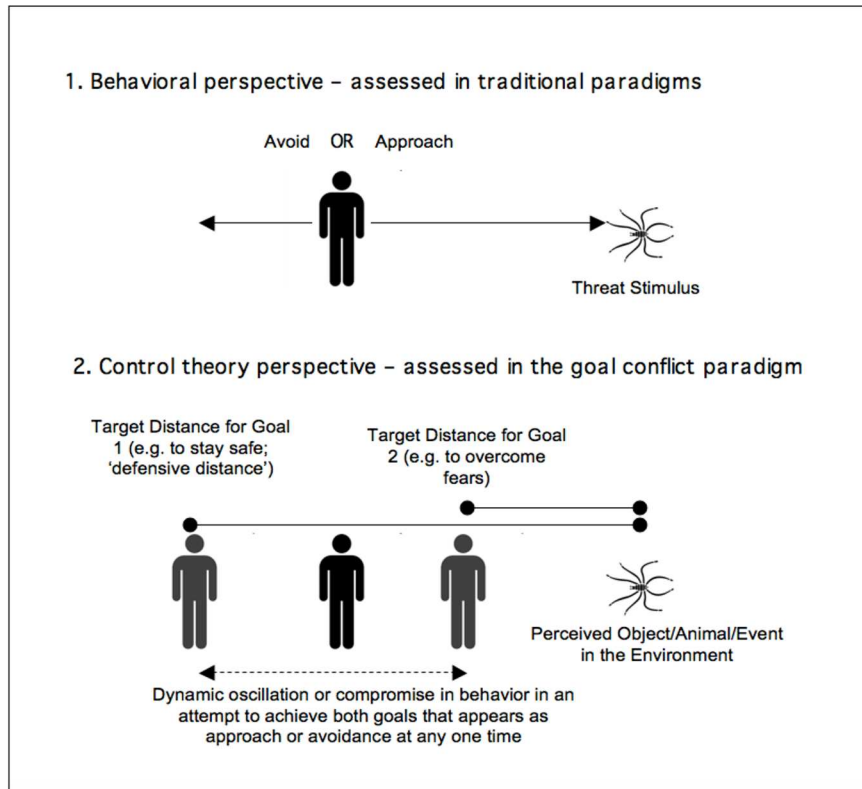 1. Behavioral perspective – assessed in traditional paradigms
Avoid OR Approach
Threat Stimulus
2. Control theory perspective – assessed in the goal conflict paradigm
Target Distance for Goal
1 (e.g. to stay safe;
‘defensive distance’)
Target Distance for Goal
2 (e.g. to overcome
fears)
Perceived Object/Animal/Event
in the Environment
Dynamic oscillation or compromise in behavior in an
attempt to achieve both goals that appears as
approach or avoidance at any one time